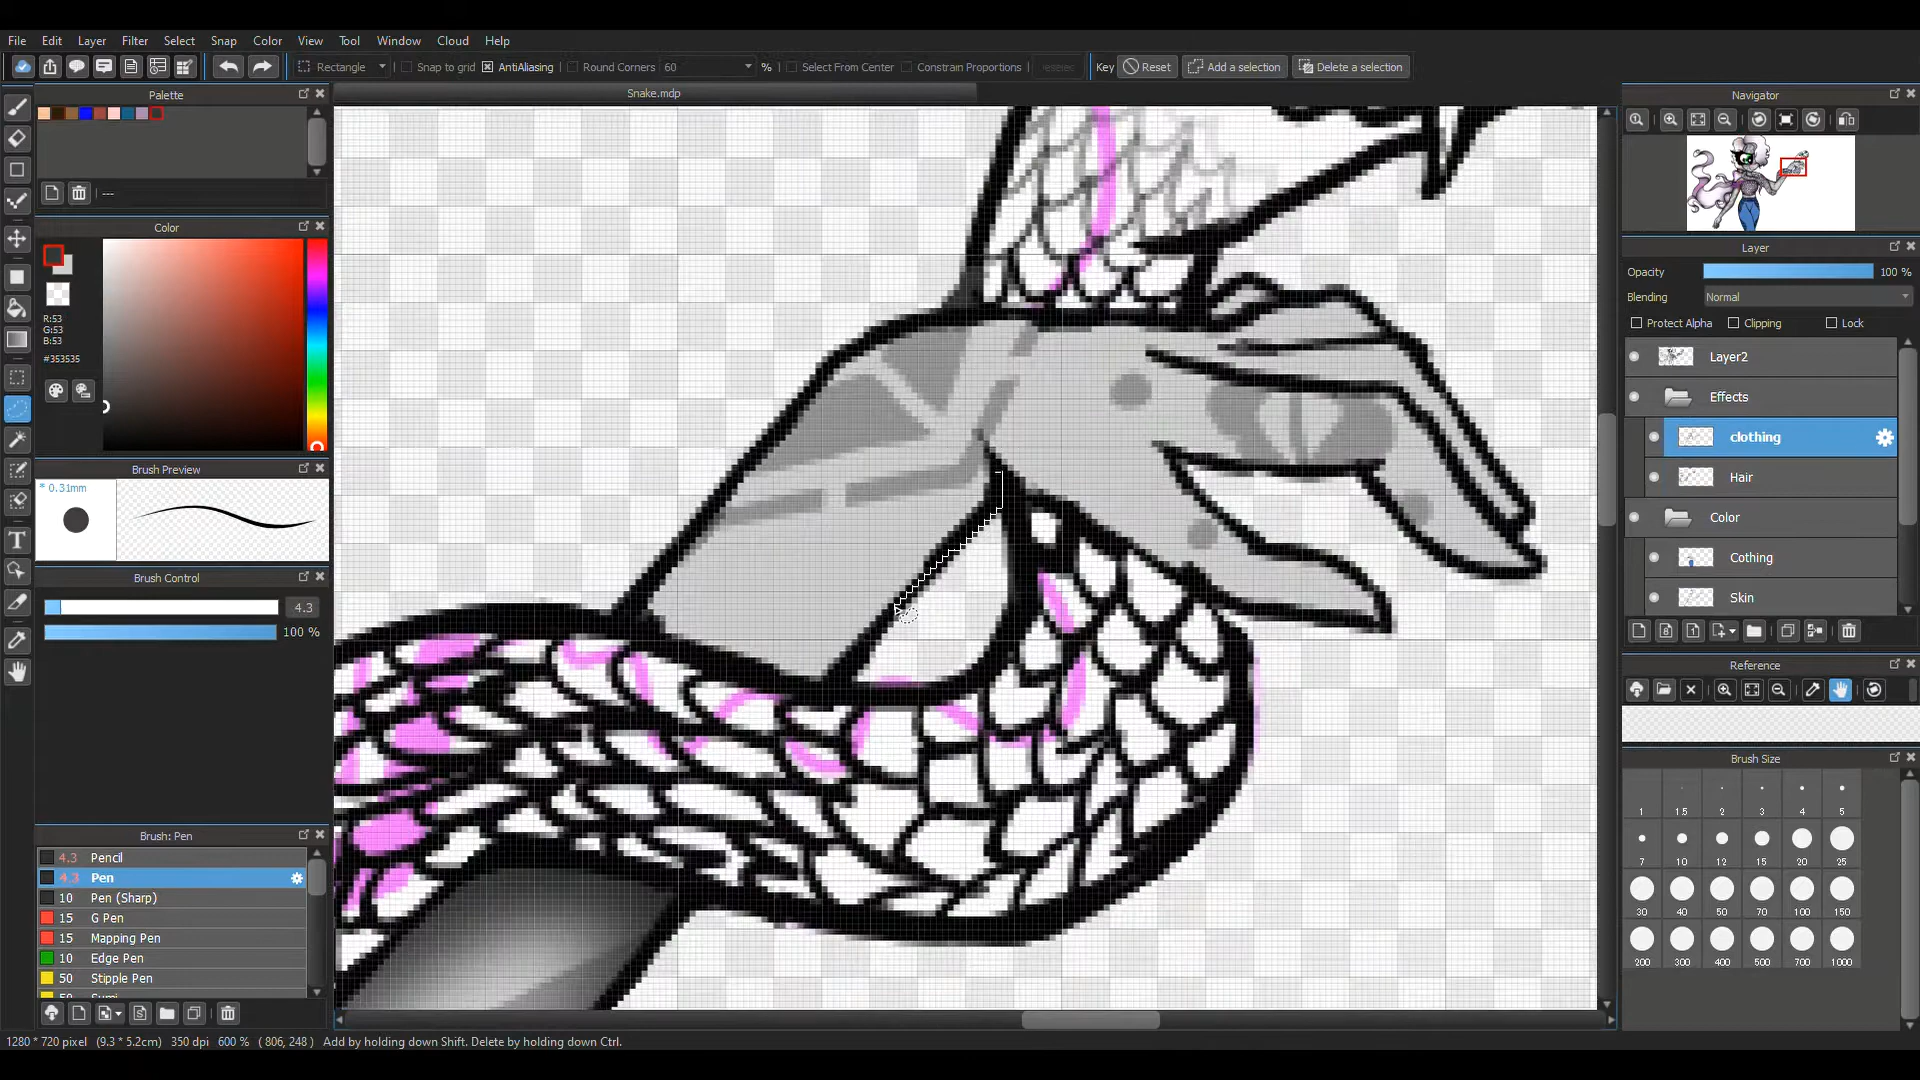 File Edit Layer Filter Select Snap Color View Tool Window Cloud Help
Rectangle Snap to grid AntiAliasing Round Corners 60 % Select From Center Constrain Proportions Key Reset Add a selection Delete a selection
Palette
Snake.mdp
Navigator
---
Color
R:53
G:53
B:53
#353535
Layer
Opacity 100 %
Blending Normal
Protect Alpha Clipping Lock
Layer2
Effects
clothing
Hair
Color
Cothing
Skin
Brush Preview
* 0.31mm
Brush Control
4.3
100 %
Reference
Brush Size
1 1.5 2 3 4 5
7 10 12 15 20 25
30 40 50 70 100 150
200 300 400 500 700 1000
Brush: Pen
4.3 Pencil
4.3 Pen
10 Pen (Sharp)
15 G Pen
15 Mapping Pen
10 Edge Pen
50 Stipple Pen
1280 * 720 pixel (9.3 * 5.2cm) 350 dpi 600 % ( 806, 248 ) Add by holding down Shift. Delete by holding down Ctrl.